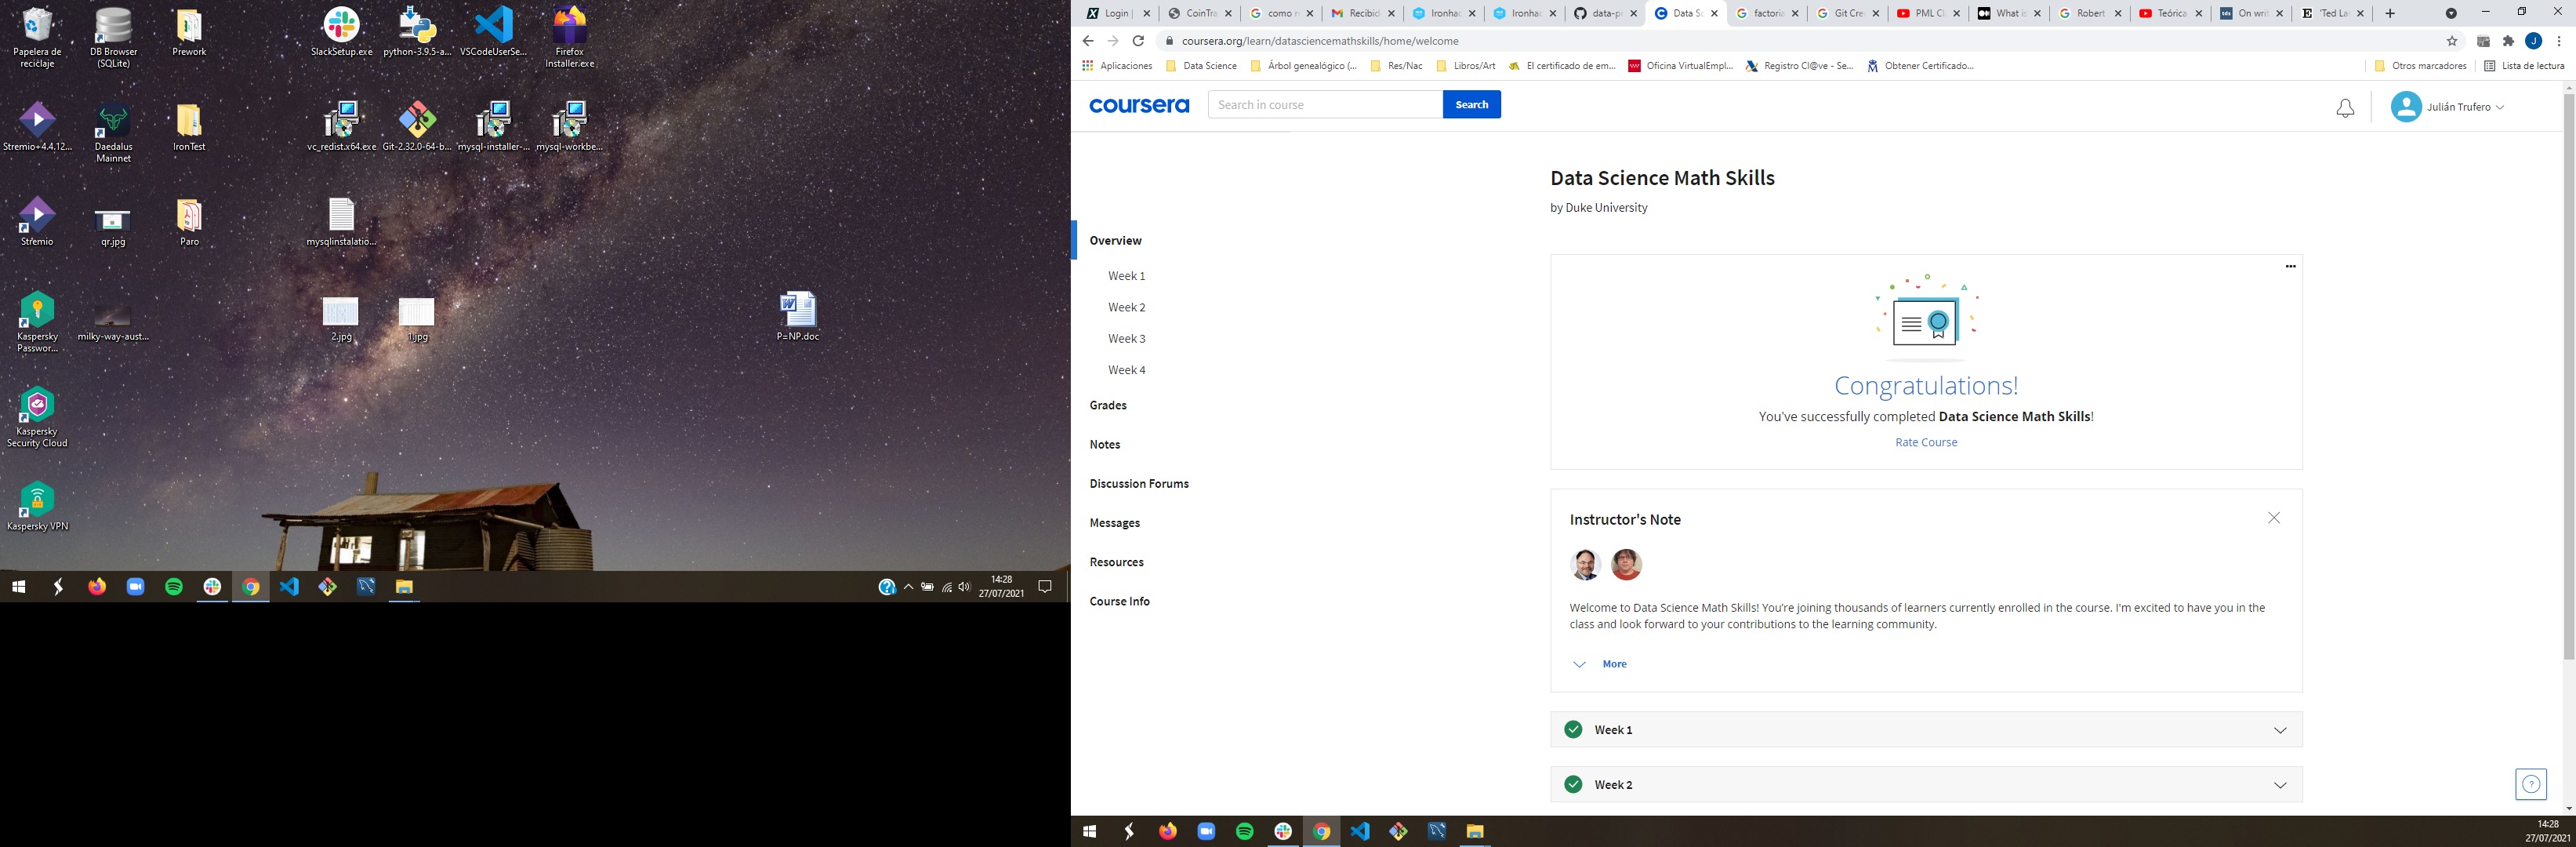 Papelera de reciclaje
DB Browser (SQLite)
Prework
SlackSetup.exe
python-3.9.5-a...
VSCodeUserSe...
Firefox Installer.exe
Stremio+4.4.12...
Daedalus Mainnet
IronTest
vc_redist.x64.exe
Git-2.32.0-64-b...
mysql-installer-...
mysql-workbe...
Stremio
qr.jpg
Paro
mysqlinstalatio...
Kaspersky Passwor...
milky-way-aust...
2.jpg
1.jpg
P=NP.doc
Kaspersky Security Cloud
Kaspersky VPN
14:28
27/07/2021
Login |
CoinTra
como r
Recibid
Ironhac
Ironhac
data-p
Data Sc
factoria
Git Cre
PML Cl
What is
Robert
Teórica
On writ
'Ted La
coursera.org/learn/datasciencemathskills/home/welcome
Aplicaciones
Data Science
Árbol genealógico (...
Res/Nac
Libros/Art
El certificado de em...
Oficina VirtualEmpl...
Registro Cl@ve - Se...
Obtener Certificado...
Otros marcadores
Lista de lectura
coursera
Search in course
Search
Julián Trufero
Data Science Math Skills
by Duke University
Overview
Week 1
Week 2
Week 3
Week 4
Grades
Notes
Discussion Forums
Messages
Resources
Course Info
Congratulations!
You've successfully completed Data Science Math Skills!
Rate Course
Instructor's Note
Welcome to Data Science Math Skills! You're joining thousands of learners currently enrolled in the course. I'm excited to have you in the
class and look forward to your contributions to the learning community.
More
Week 1
Week 2
14:28
27/07/2021